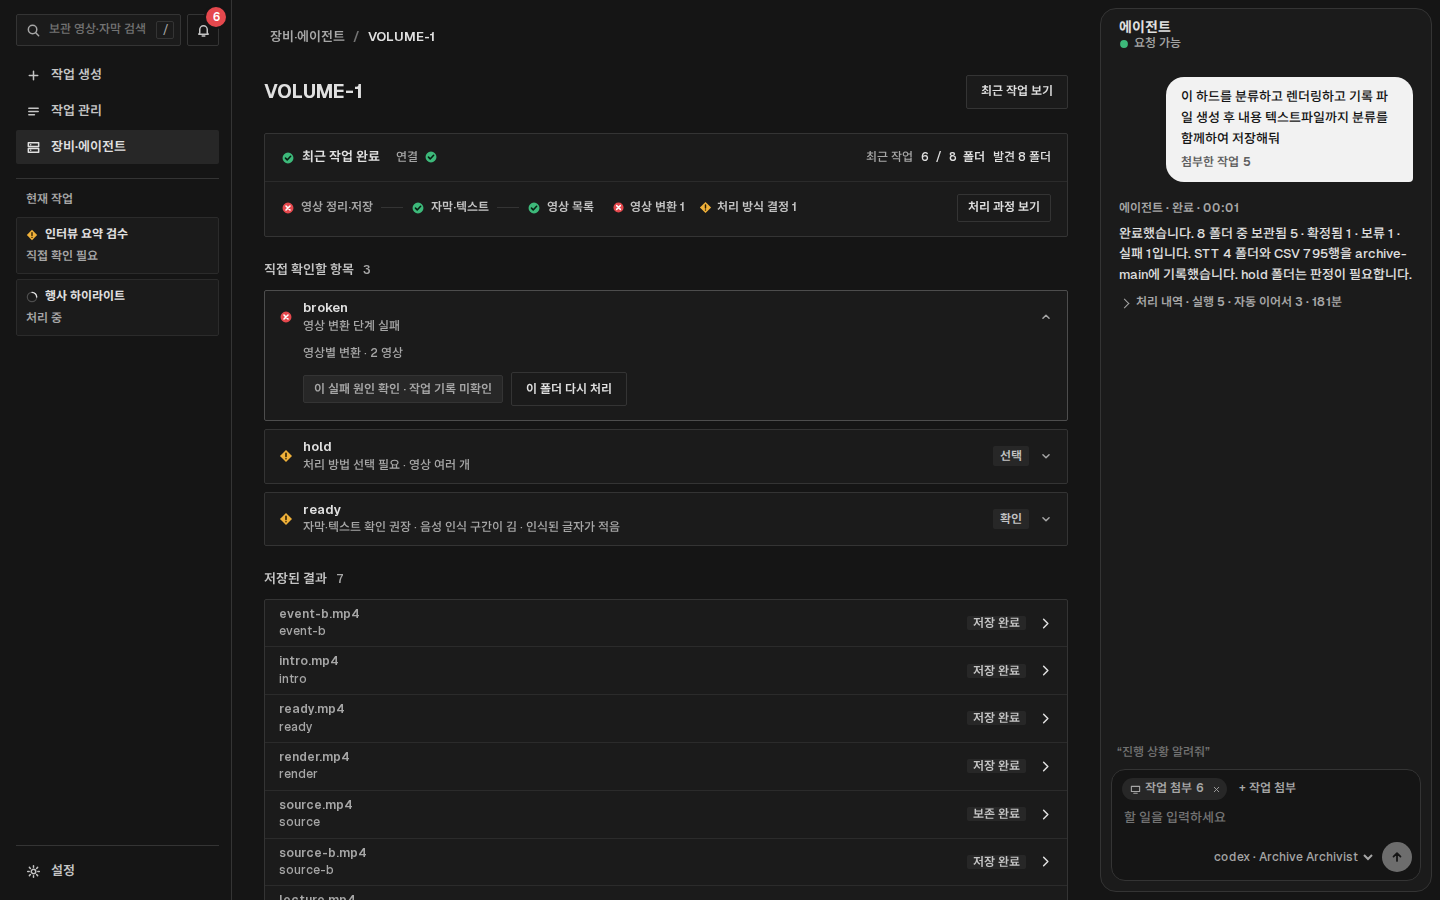 보관 영상·자막 검색 /
6
작업 생성
작업 관리
장비·에이전트
현재 작업
인터뷰 요약 검수
직접 확인 필요
행사 하이라이트
처리 중
설정
장비·에이전트 / VOLUME-1
VOLUME-1
최근 작업 보기
최근 작업 완료 연결
최근 작업 6 / 8 폴더 발견 8 폴더
영상 정리·저장 자막·텍스트 영상 목록 영상 변환 1 처리 방식 결정 1
처리 과정 보기
직접 확인할 항목 3
broken
영상 변환 단계 실패
영상별 변환 · 2 영상
이 실패 원인 확인 · 작업 기록 미확인
이 폴더 다시 처리
hold
처리 방법 선택 필요 · 영상 여러 개
선택
ready
자막·텍스트 확인 권장 · 음성 인식 구간이 김 · 인식된 글자가 적음
확인
저장된 결과 7
event-b.mp4
event-b
저장 완료
intro.mp4
intro
저장 완료
ready.mp4
ready
저장 완료
render.mp4
render
저장 완료
source.mp4
source
보존 완료
source-b.mp4
source-b
저장 완료
lecture.mp4
에이전트
요청 가능
이 하드를 분류하고 렌더링하고 기록 파
일 생성 후 내용 텍스트파일까지 분류를
함께하여 저장해둬
첨부한 작업 5
에이전트 · 완료 · 00:01
완료했습니다. 8 폴더 중 보관됨 5 · 확정됨 1 · 보류 1 ·
실패 1입니다. STT 4 폴더와 CSV 795행을 archive-
main에 기록했습니다. hold 폴더는 판정이 필요합니다.
처리 내역 · 실행 5 · 자동 이어서 3 · 181분
“진행 상황 알려줘”
작업 첨부 6 ×
+ 작업 첨부
할 일을 입력하세요
codex · Archive Archivist